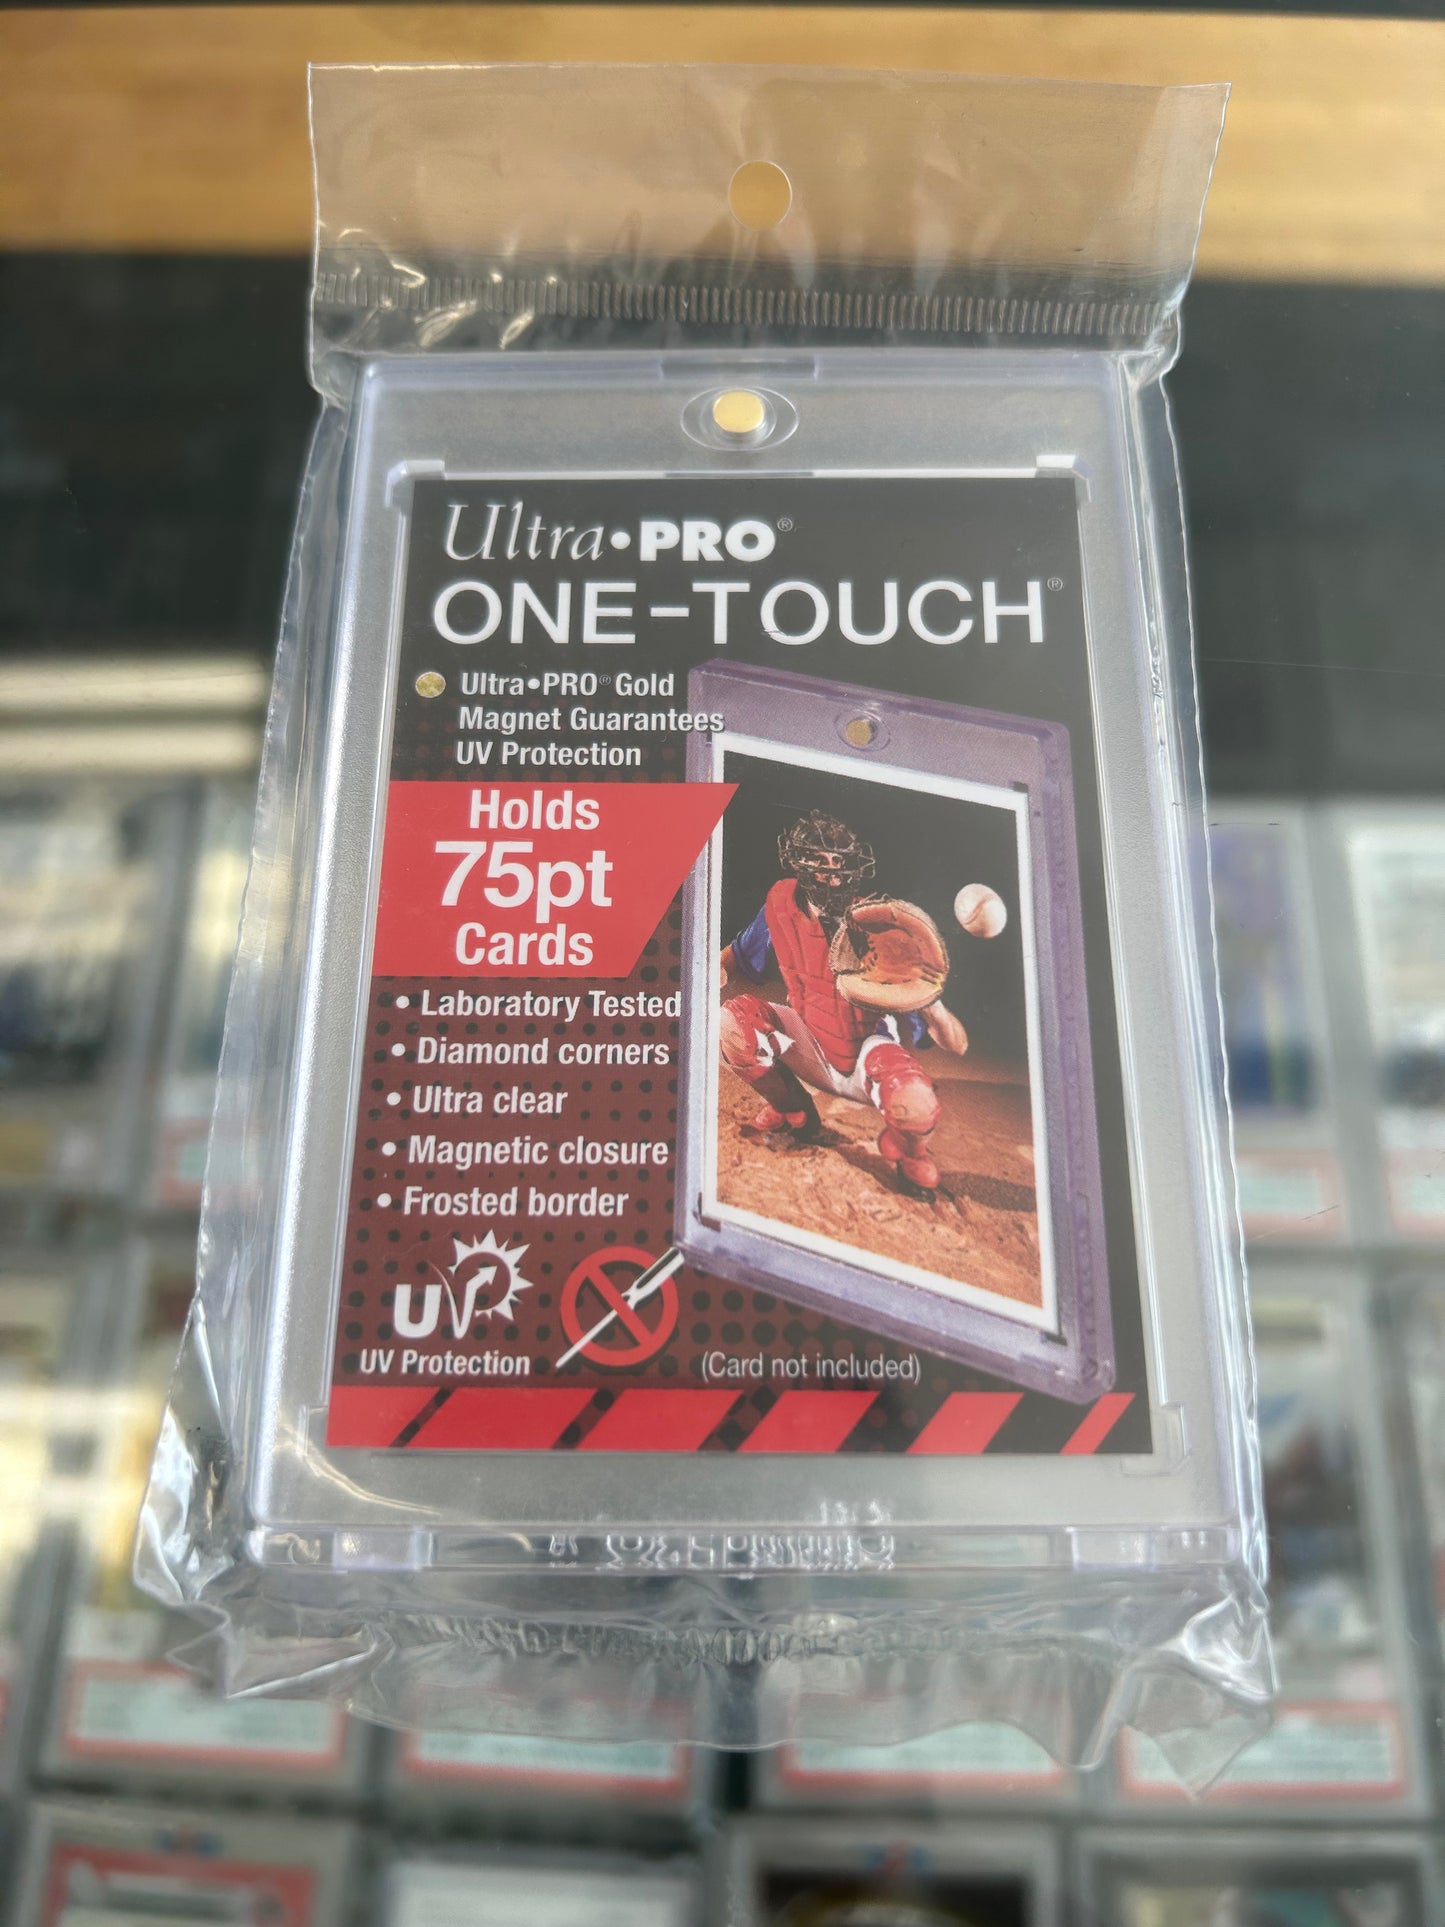 Ultra•PRO®
ONE-TOUCH®
Ultra•PRO® Gold
Magnet Guarantees
UV Protection
Holds
75pt
Cards
• Laboratory Tested
• Diamond corners
• Ultra clear
• Magnetic closure
• Frosted border
UV
UV Protection
(Card not included)